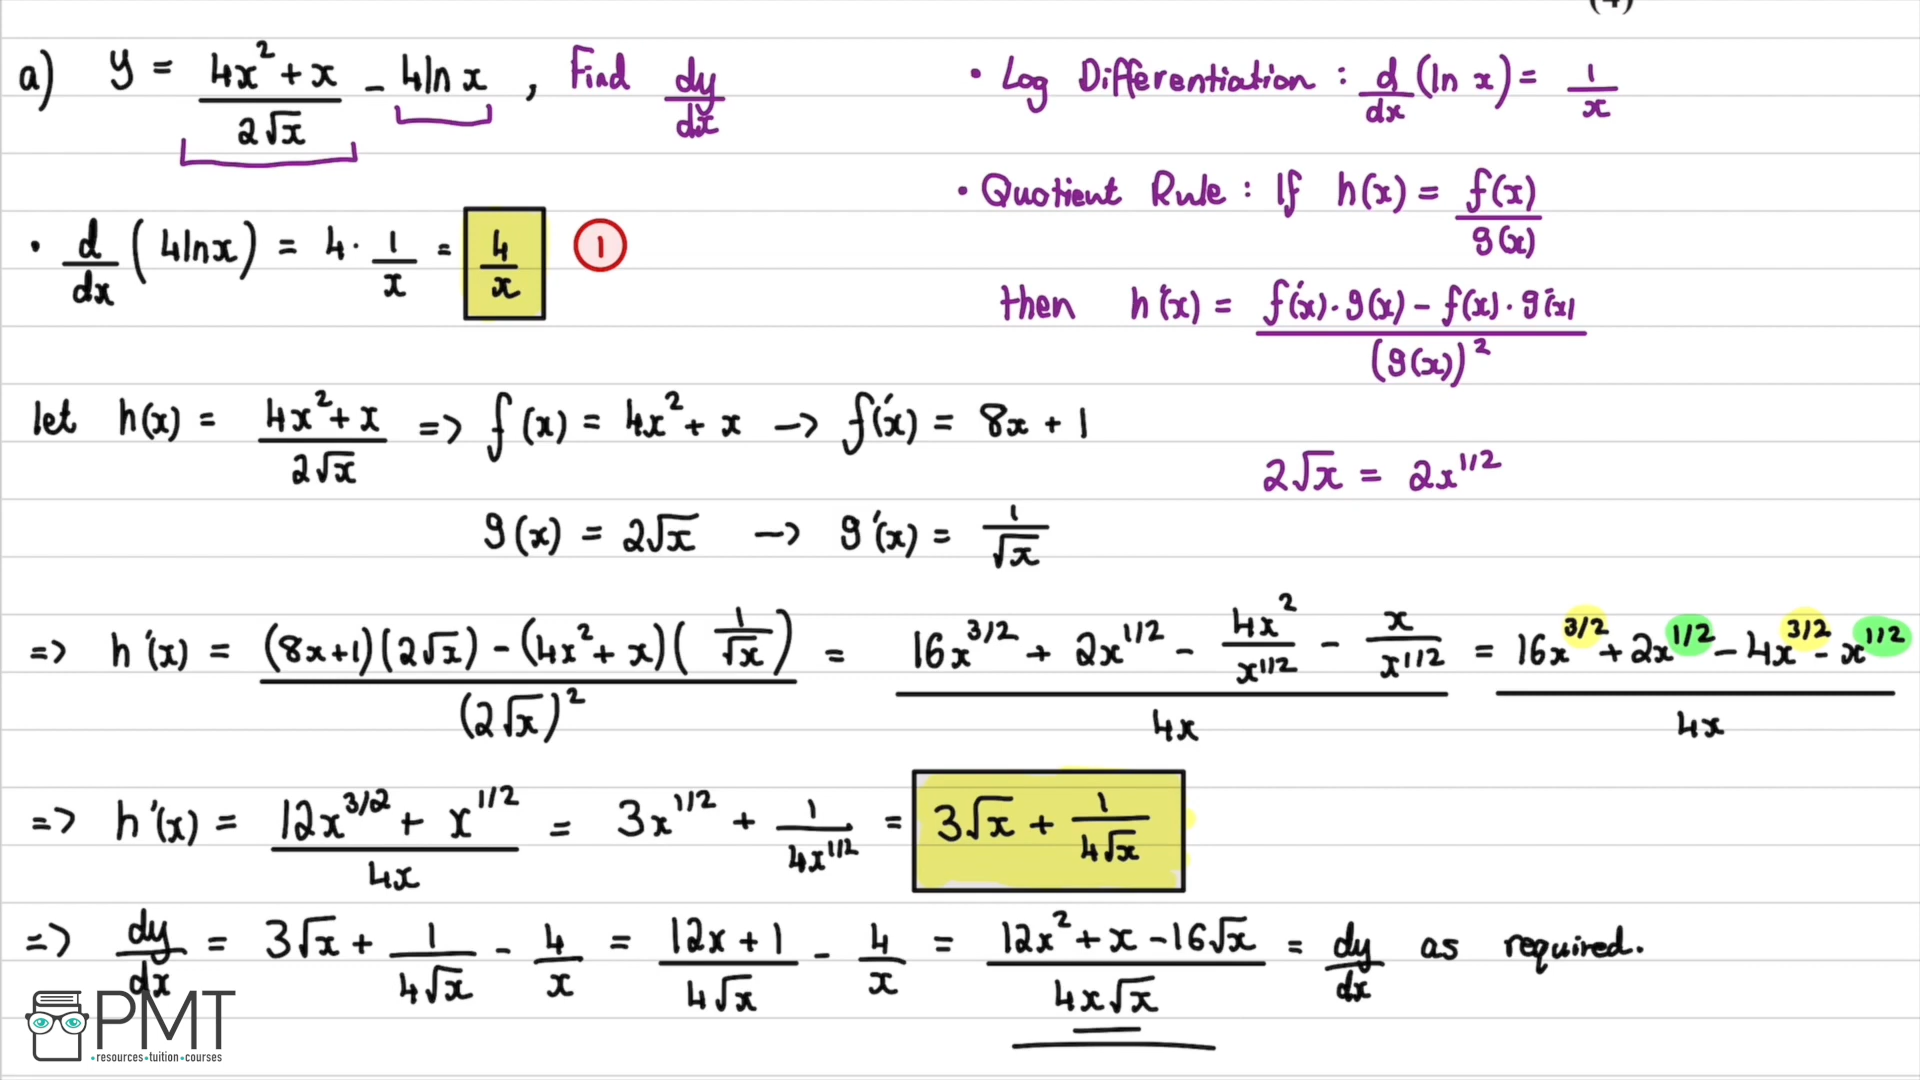 (4)
a) y = (4x² + x)/(2√x) - 4ln x , Find dy/dx
• Log Differentiation : d/dx (ln x) = 1/x
• Quotient Rule : If h(x) = f(x)/g(x)
then h'(x) = (f'(x)·g(x) - f(x)·g'(x))/(g(x))²
• d/dx (4lnx) = 4 · 1/x = 4/x ①
let h(x) = (4x² + x)/(2√x) => f(x) = 4x² + x -> f'(x) = 8x + 1
2√x = 2x^1/2
g(x) = 2√x -> g'(x) = 1/√x
=> h'(x) = ((8x+1)(2√x) - (4x² + x)(1/√x))/(2√x)² = (16x^3/2 + 2x^1/2 - 4x²/x^1/2 - x/x^1/2)/4x = (16x^3/2 + 2x^1/2 - 4x^3/2 - x^1/2)/4x
=> h'(x) = (12x^3/2 + x^1/2)/4x = 3x^1/2 + 1/(4x^1/2) = 3√x + 1/(4√x)
=> dy/dx = 3√x + 1/(4√x) - 4/x = (12x + 1)/(4√x) - 4/x = (12x² + x - 16√x)/(4x√x) = dy/dx as required.
PMT
•resources•tuition•courses